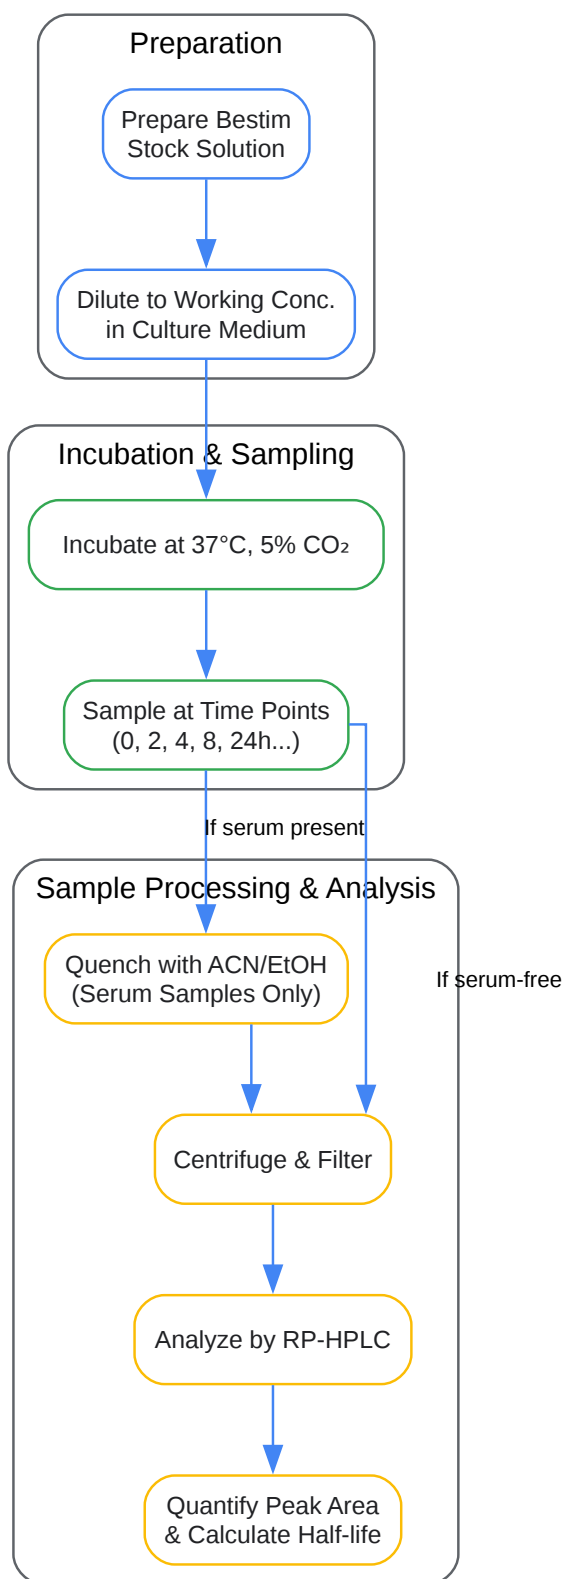 Preparation
Prepare Bestim
Stock Solution
Dilute to Working Conc.
in Culture Medium
Incubation & Sampling
Incubate at 37°C, 5% CO₂
Sample at Time Points
(0, 2, 4, 8, 24h...)
If serum present
Sample Processing & Analysis
Quench with ACN/EtOH
(Serum Samples Only)
If serum-free
Centrifuge & Filter
Analyze by RP-HPLC
Quantify Peak Area
& Calculate Half-life